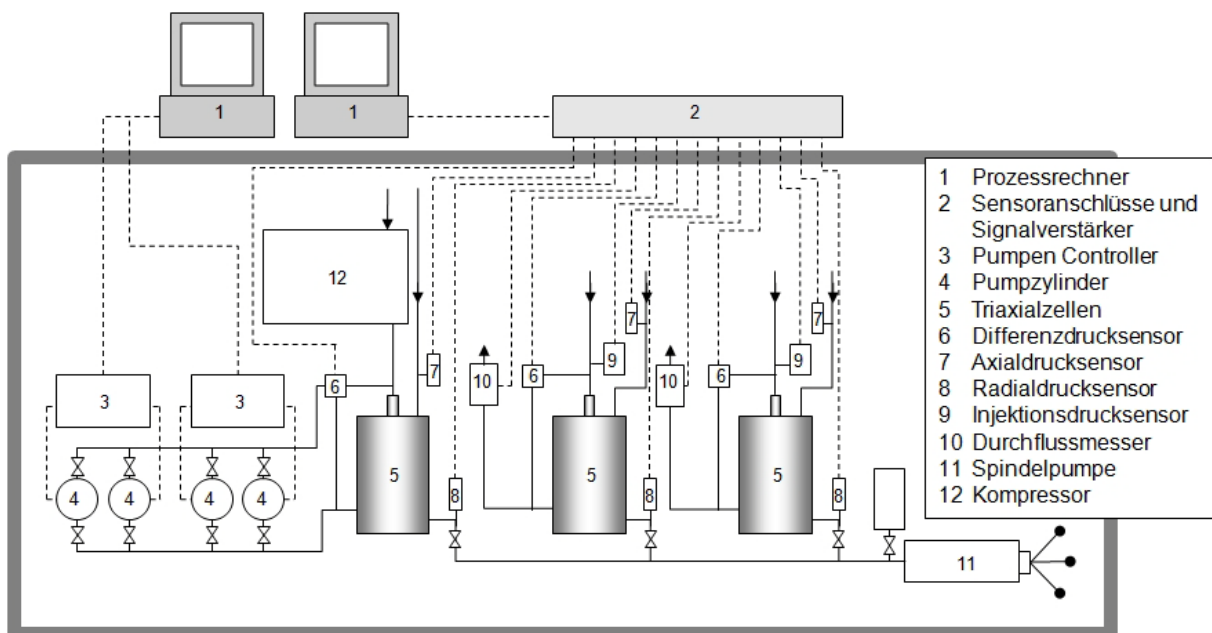 1
1
2
12
7
7
9
9
10
6
10
6
6
7
3
3
5
5
5
4
4
4
4
8
8
8
11
1 Prozessrechner
2 Sensoranschlüsse und
Signalverstärker
3 Pumpen Controller
4 Pumpzylinder
5 Triaxialzellen
6 Differenzdrucksensor
7 Axialdrucksensor
8 Radialdrucksensor
9 Injektionsdrucksensor
10 Durchflussmesser
11 Spindelpumpe
12 Kompressor